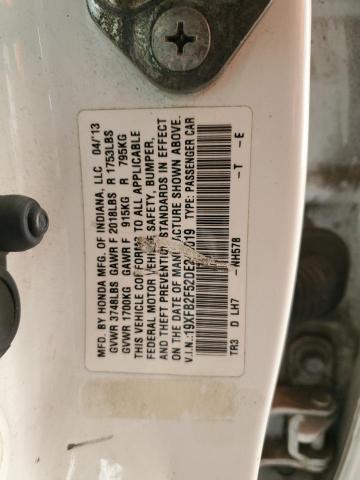 MFD. BY HONDA MFG. OF INDIANA, LLC 04/13
GVWR 3748LBS GAWR F 2018LBS R 1753LBS
GVWR 1700KG GAWR F 915KG R 795KG
THIS VEHICLE CONFORMS TO ALL APPLICABLE
FEDERAL MOTOR VEHICLE SAFETY, BUMPER,
AND THEFT PREVENTION STANDARDS IN EFFECT
ON THE DATE OF MANUFACTURE SHOWN ABOVE.
V.I.N.: 19XFB2F52DE 019 TYPE: PASSENGER CAR
-NH578 -T -E
TR3 D LH7